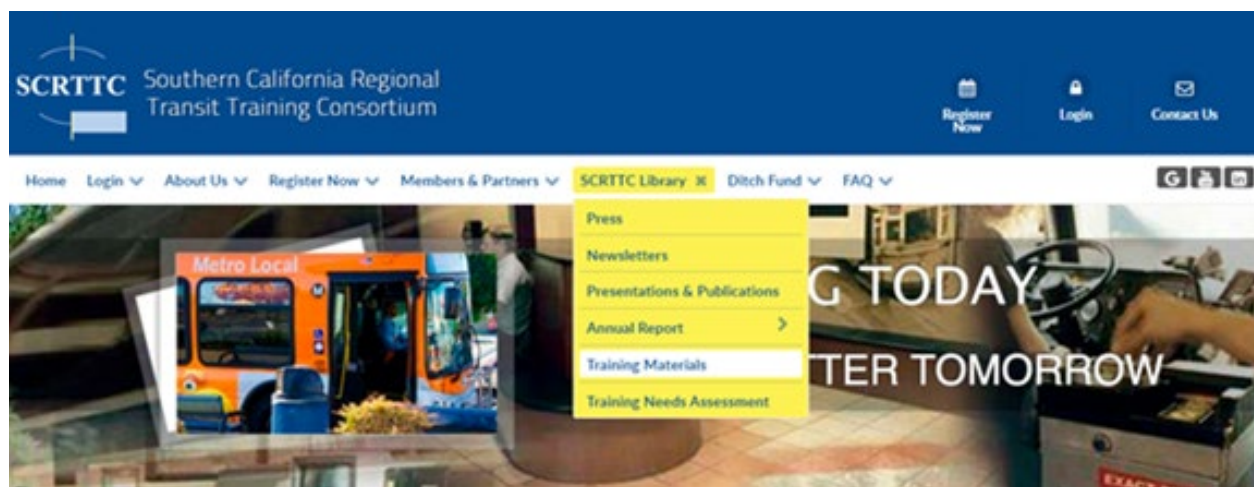 SCRTTC
Southern California Regional
Transit Training Consortium
Register
Now
Login
Contact Us
Home Login About Us Register Now Members & Partners SCRTTC Library Ditch Fund FAQ
Press
Newsletters
Presentations & Publications
Annual Report
Training Materials
Training Needs Assessment
Metro Local
G TODAY
TTER TOMORROW
EXACT